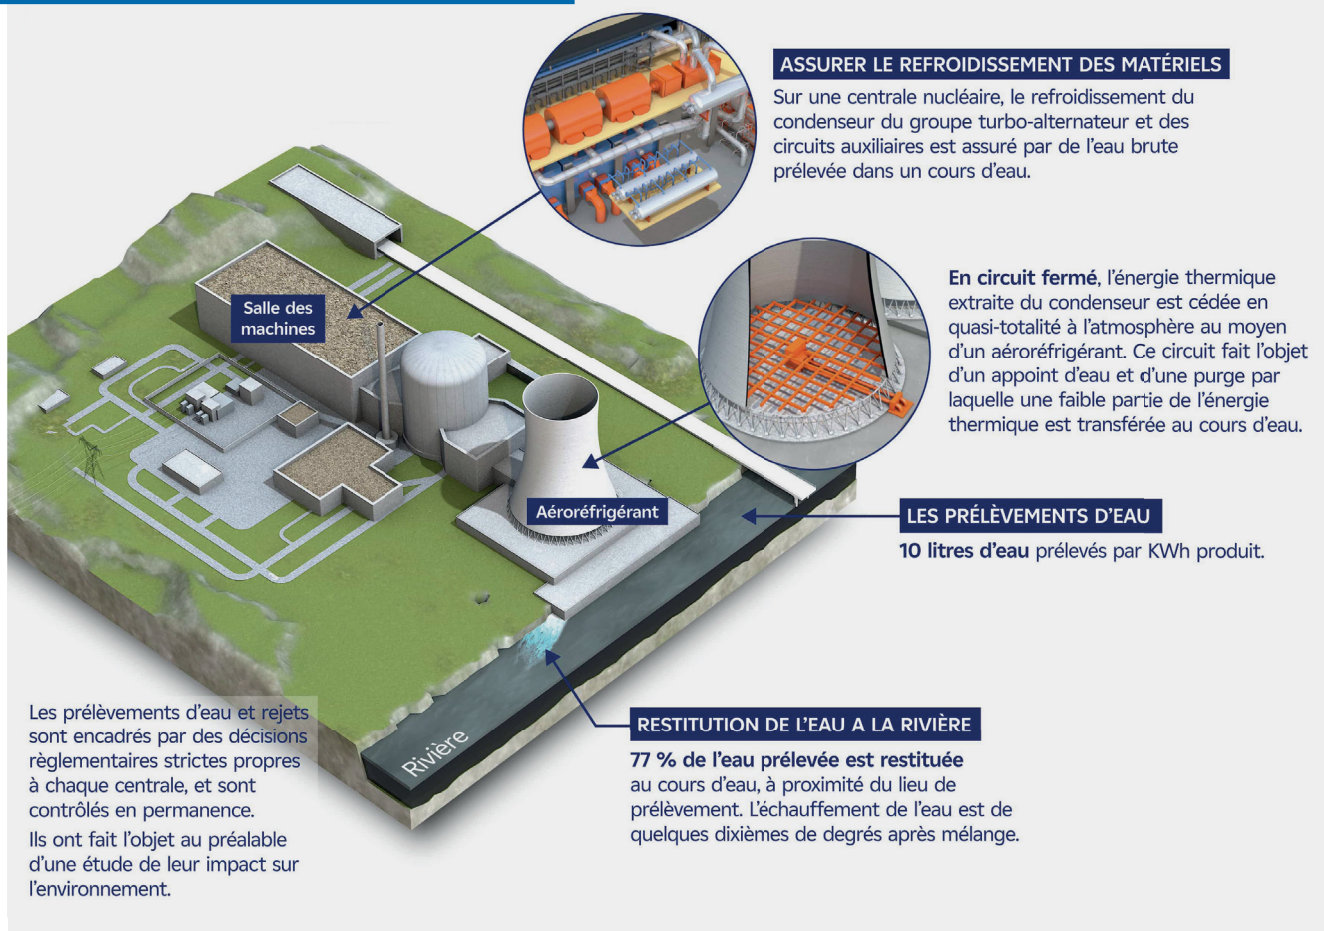 ASSURER LE REFROIDISSEMENT DES MATÉRIELS
Sur une centrale nucléaire, le refroidissement du
condenseur du groupe turbo-alternateur et des
circuits auxiliaires est assuré par de l'eau brute
prélevée dans un cours d'eau.
En circuit fermé, l'énergie thermique
extraite du condenseur est cédée en
quasi-totalité à l'atmosphère au moyen
d'un aéroréfrigérant. Ce circuit fait l'objet
d'un appoint d'eau et d'une purge par
laquelle une faible partie de l'énergie
thermique est transférée au cours d'eau.
Salle des
machines
Aéroréfrigérant
LES PRÉLÈVEMENTS D'EAU
10 litres d'eau prélevés par KWh produit.
RESTITUTION DE L'EAU A LA RIVIÈRE
77 % de l'eau prélevée est restituée
au cours d'eau, à proximité du lieu de
prélèvement. L'échauffement de l'eau est de
quelques dixièmes de degrés après mélange.
Rivière
Les prélèvements d'eau et rejets
sont encadrés par des décisions
règlementaires strictes propres
à chaque centrale, et sont
contrôlés en permanence.
Ils ont fait l'objet au préalable
d'une étude de leur impact sur
l'environnement.